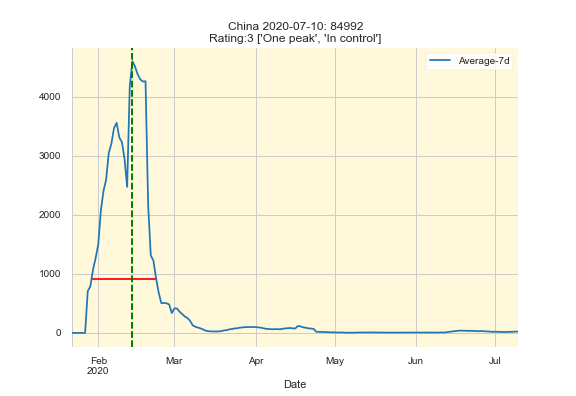 China 2020-07-10: 84992
Rating:3 ['One peak', 'In control']
Average-7d
4000
3000
2000
1000
0
Feb Mar Apr May Jun Jul
2020
Date